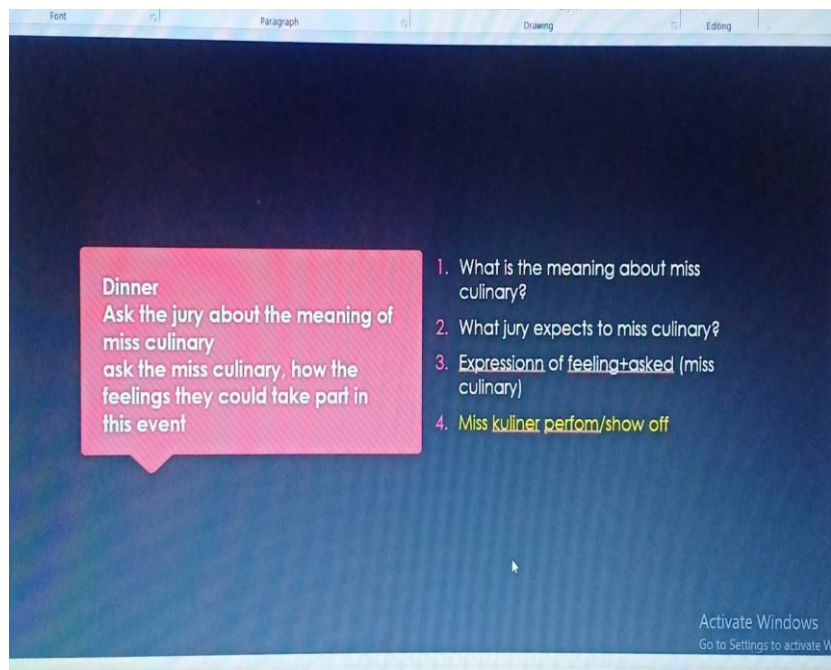 Font
Paragraph
Drawing
Editing
Dinner
Ask the jury about the meaning of
miss culinary
ask the miss culinary, how the
feelings they could take part in
this event
1. What is the meaning about miss
culinary?
2. What jury expects to miss culinary?
3. Expressionn of feeling+asked (miss
culinary)
4. Miss kuliner perfom/show off
Activate Windows
Go to Settings to activate W